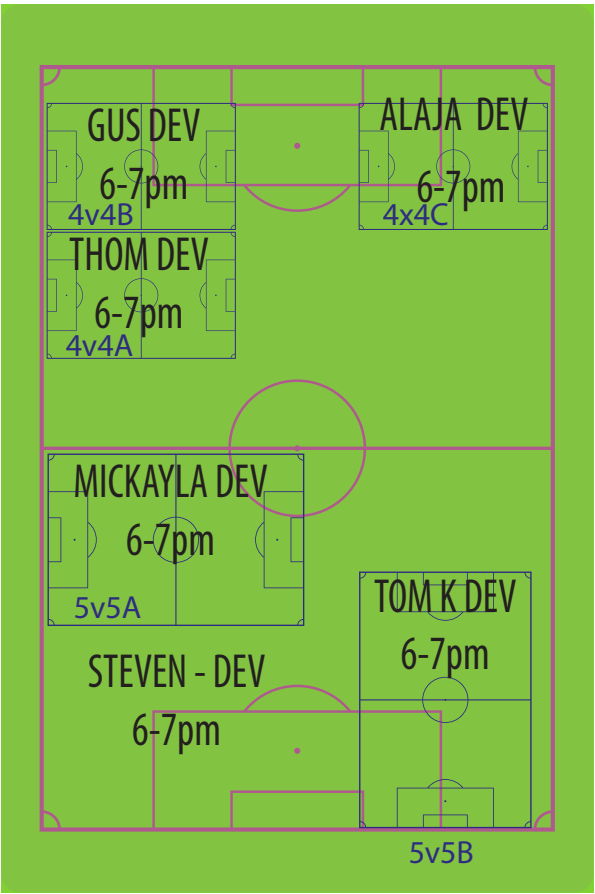 GUS DEV
6-7pm
4v4B
ALAJA DEV
6-7pm
4x4C
THOM DEV
6-7pm
4v4A
MICKAYLA DEV
6-7pm
5v5A
TOM K DEV
6-7pm
STEVEN - DEV
6-7pm
5v5B